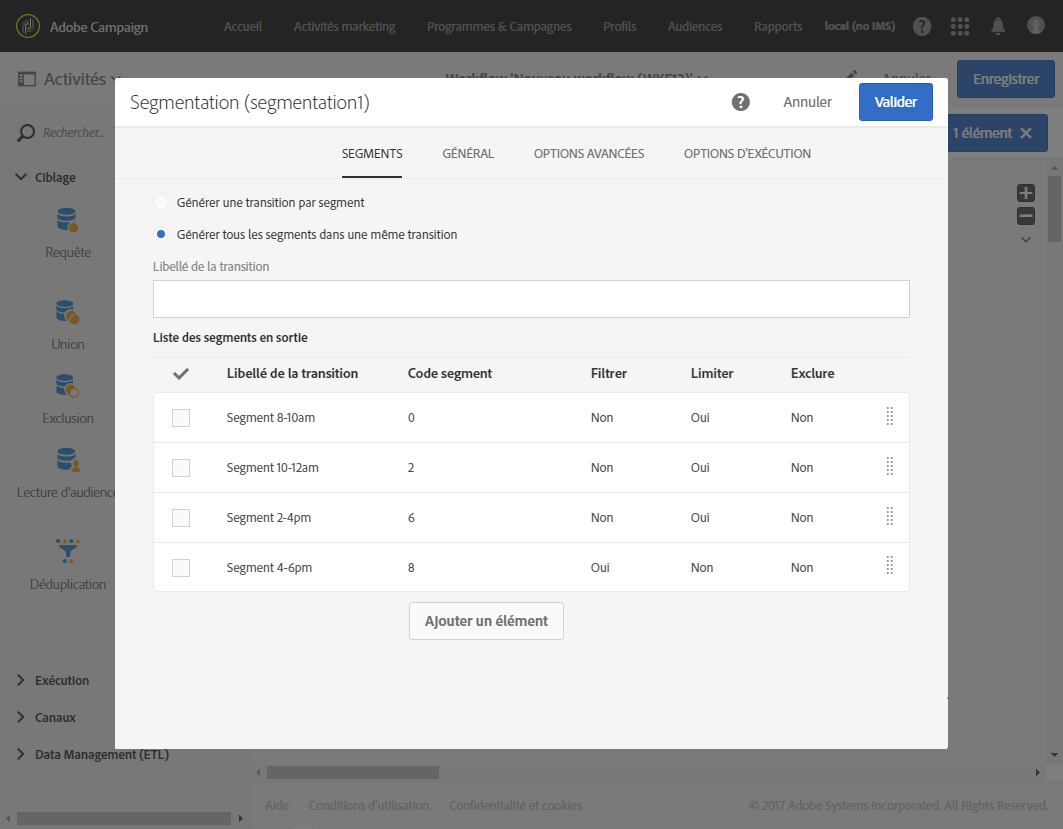 Adobe Campaign Accueil Activités marketing Programmes & Campagnes Profils Audiences Rapports local (no IMS)
Activités Workflow 'Nouveau workflow (WKF12)' Annuler Enregistrer
Segmentation (segmentation1) Annuler Valider
Rechercher... 1 élément
SEGMENTS GÉNÉRAL OPTIONS AVANCÉES OPTIONS D'EXÉCUTION
Ciblage
Générer une transition par segment
Générer tous les segments dans une même transition
Requête
Libellé de la transition
Liste des segments en sortie
Union
Libellé de la transition Code segment Filtrer Limiter Exclure
Segment 8-10am 0 Non Oui Non
Exclusion
Segment 10-12am 2 Non Oui Non
Lecture d'audience
Segment 2-4pm 6 Non Oui Non
Segment 4-6pm 8 Oui Non Non
Déduplication
Ajouter un élément
Exécution
Canaux
Data Management (ETL)
Aide Conditions d'utilisation Confidentialité et cookies © 2017 Adobe Systems Incorporated. All Rights Reserved.